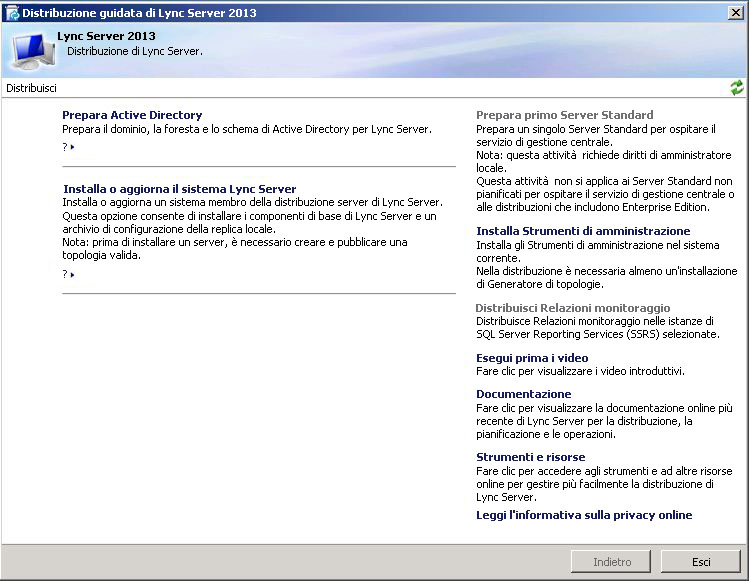 Distribuzione guidata di Lync Server 2013
Lync Server 2013
Distribuzione di Lync Server.
Distribuisci
Prepara Active Directory
Prepara il dominio, la foresta e lo schema di Active Directory per Lync Server.
?
Installa o aggiorna il sistema Lync Server
Installa o aggiorna un sistema membro della distribuzione server di Lync Server.
Questa opzione consente di installare i componenti di base di Lync Server e un
archivio di configurazione della replica locale.
Nota: prima di installare un server, è necessario creare e pubblicare una
topologia valida.
?
Prepara primo Server Standard
Prepara un singolo Server Standard per ospitare il
servizio di gestione centrale.
Nota: questa attività richiede diritti di amministratore
locale.
Questa attività non si applica ai Server Standard non
pianificati per ospitare il servizio di gestione centrale o
alle distribuzioni che includono Enterprise Edition.
Installa Strumenti di amministrazione
Installa gli Strumenti di amministrazione nel sistema
corrente.
Nella distribuzione è necessaria almeno un'installazione
di Generatore di topologie.
Distribuisci Relazioni monitoraggio
Distribuisce Relazioni monitoraggio nelle istanze di
SQL Server Reporting Services (SSRS) selezionate.
Esegui prima i video
Fare clic per visualizzare i video introduttivi.
Documentazione
Fare clic per visualizzare la documentazione online più
recente di Lync Server per la distribuzione, la
pianificazione e le operazioni.
Strumenti e risorse
Fare clic per accedere agli strumenti e ad altre risorse
online per gestire più facilmente la distribuzione di
Lync Server.
Leggi l'informativa sulla privacy online
Indietro
Esci